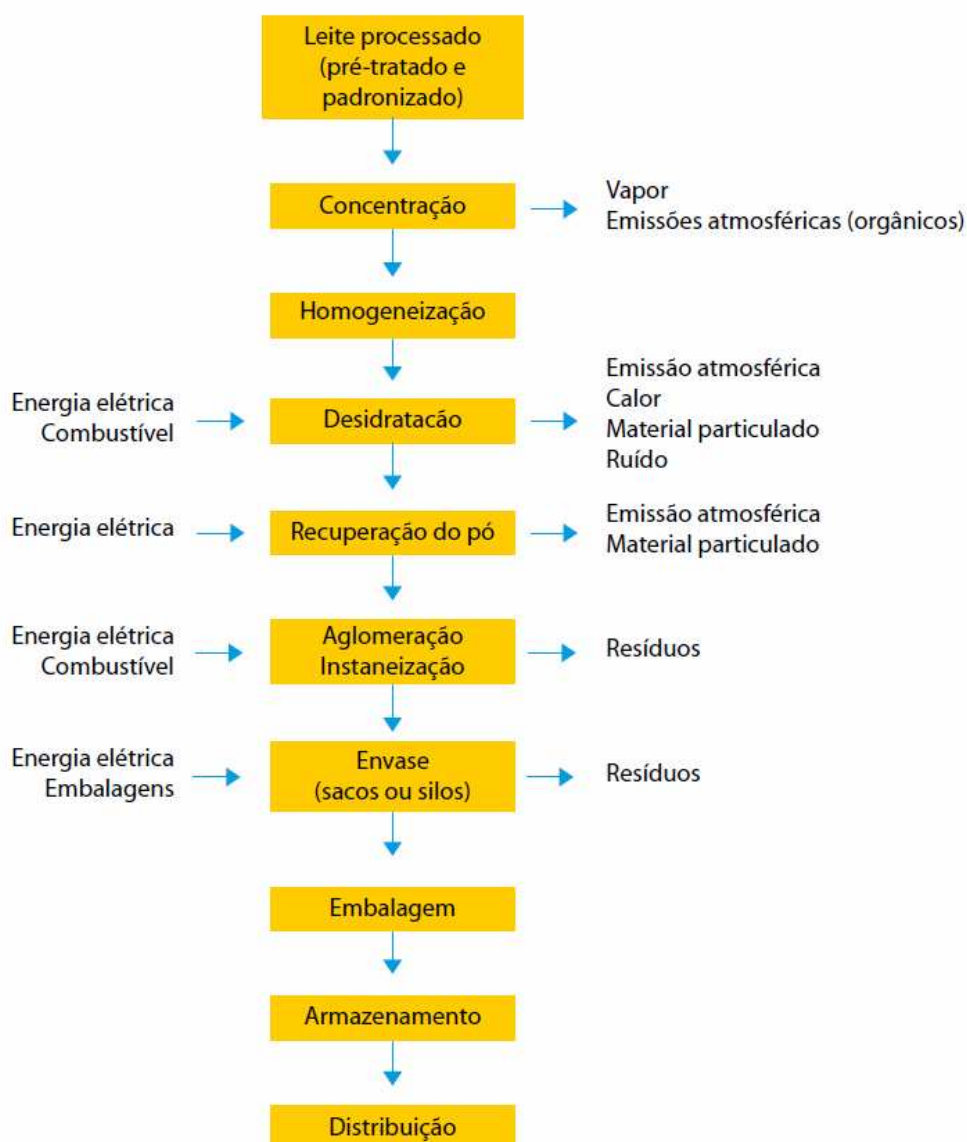 Leite processado
(pré-tratado e
padronizado)
Concentração
Vapor
Emissões atmosféricas (orgânicos)
Homogeneização
Energia elétrica
Combustível
Desidratacão
Emissão atmosférica
Calor
Material particulado
Ruído
Energia elétrica
Recuperação do pó
Emissão atmosférica
Material particulado
Energia elétrica
Combustível
Aglomeração
Instaneização
Resíduos
Energia elétrica
Embalagens
Envase
(sacos ou silos)
Resíduos
Embalagem
Armazenamento
Distribuição